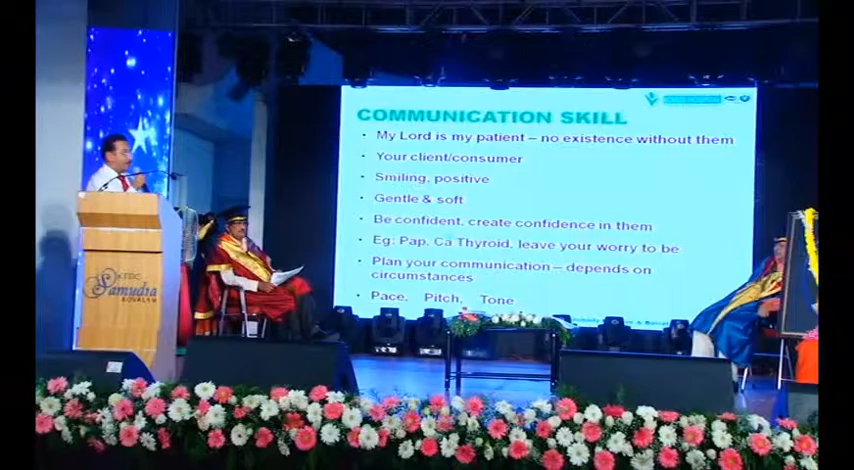 COMMUNICATION SKILL
• My Lord is my patient – no existence without them
• Your client/consumer
• Smiling, positive
• Gentle & soft
• Be confident, create confidence in them
• Eg: Pap. Ca Thyroid, leave your worry to be
• Plan your communication – depends on
circumstances
• Pace. Pitch, Tone
KTDC
Samudra
KOVALAM